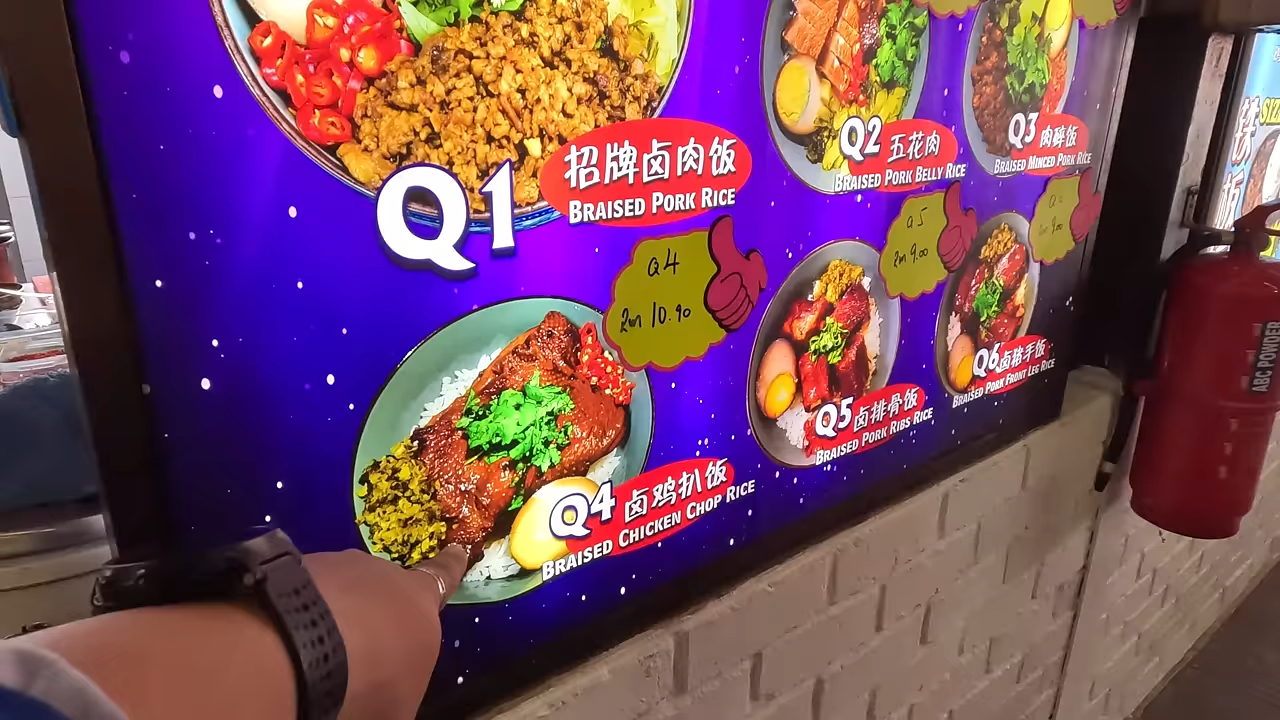 Q1
招牌卤肉饭
BRAISED PORK RICE
Q2
五花肉
BRAISED PORK BELLY RICE
Q3
肉碎饭
BRAISED MINCED PORK RICE
Q4
RM 10.90
Q5
RM 9.00
Q4
卤鸡扒饭
BRAISED CHICKEN CHOP RICE
Q5
卤排骨饭
BRAISED PORK RIBS RICE
Q6
卤猪手饭
BRAISED PORK FRONT LEG RICE
ABC POWDER
铁板